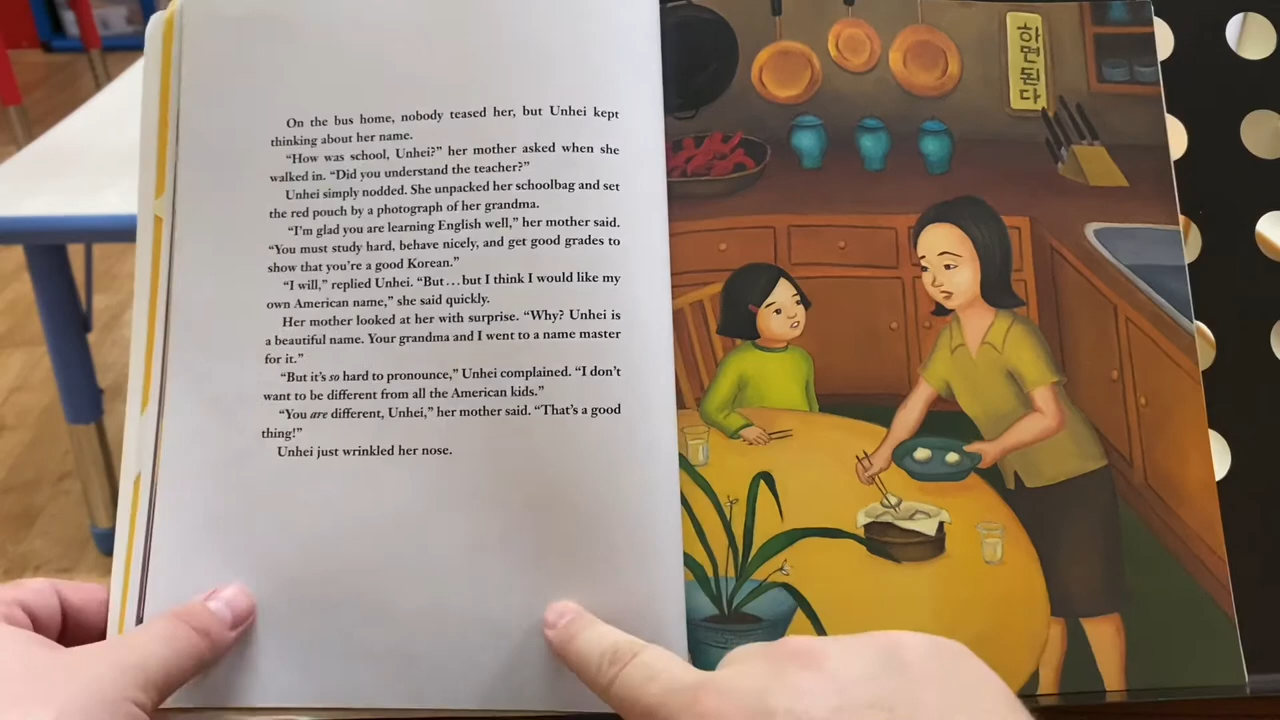 On the bus home, nobody teased her, but Unhei kept
thinking about her name.
“How was school, Unhei?” her mother asked when she
walked in. “Did you understand the teacher?”
Unhei simply nodded. She unpacked her schoolbag and set
the red pouch by a photograph of her grandma.
“I'm glad you are learning English well,” her mother said.
“You must study hard, behave nicely, and get good grades to
show that you're a good Korean.”
“I will,” replied Unhei. “But...but I think I would like my
own American name,” she said quickly.
Her mother looked at her with surprise. “Why? Unhei is
a beautiful name. Your grandma and I went to a name master
for it.”
“But it's so hard to pronounce,” Unhei complained. “I don't
want to be different from all the American kids.”
“You are different, Unhei,” her mother said. “That's a good
thing!”
Unhei just wrinkled her nose.
하면된다